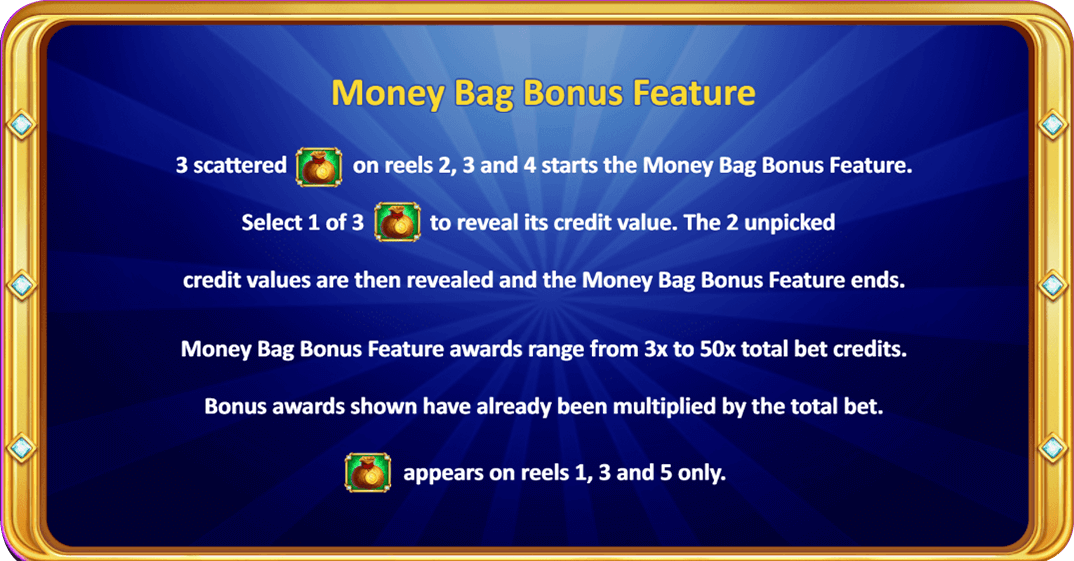 Money Bag Bonus Feature
3 scattered on reels 2, 3 and 4 starts the Money Bag Bonus Feature.
Select 1 of 3 to reveal its credit value. The 2 unpicked
credit values are then revealed and the Money Bag Bonus Feature ends.
Money Bag Bonus Feature awards range from 3x to 50x total bet credits.
Bonus awards shown have already been multiplied by the total bet.
appears on reels 1, 3 and 5 only.